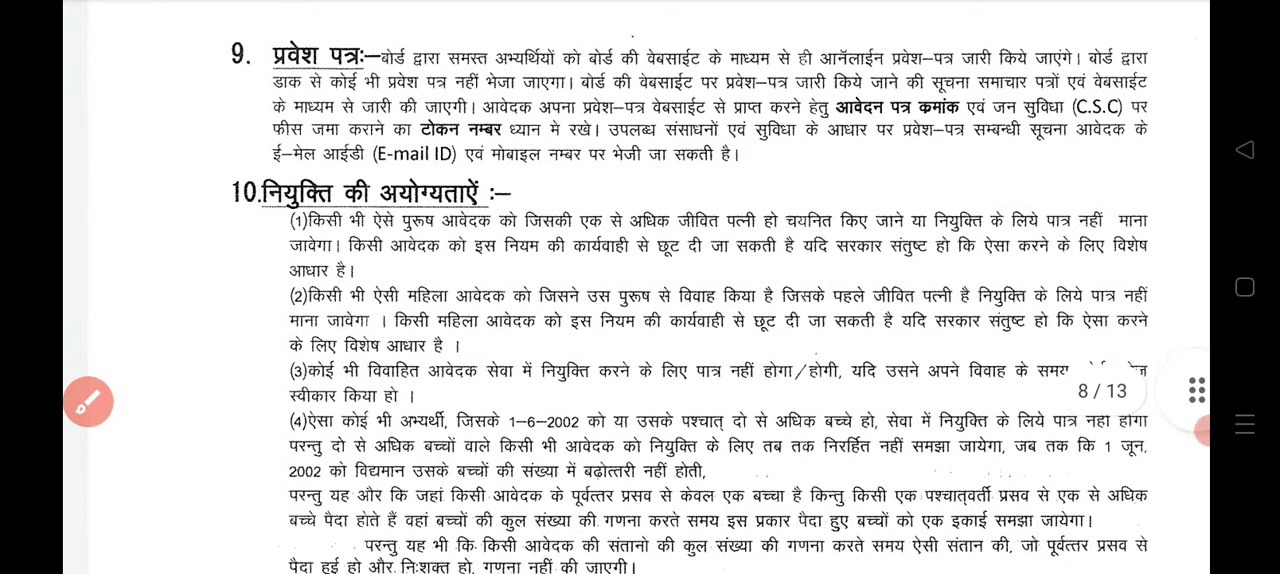 9. प्रवेश पत्रः–बोर्ड द्वारा समस्त अभ्यर्थियों को बोर्ड की वेबसाईट के माध्यम से ही आनॅलाईन प्रवेश–पत्र जारी किये जाएंगे। बोर्ड द्वारा
डाक से कोई भी प्रवेश पत्र नहीं भेजा जाएगा। बोर्ड की वेबसाईट पर प्रवेश–पत्र जारी किये जाने की सूचना समाचार पत्रों एवं वेबसाईट
के माध्यम से जारी की जाएगी। आवेदक अपना प्रवेश–पत्र वेबसाईट से प्राप्त करने हेतु आवेदन पत्र क्रमांक एवं जन सुविधा (C.S.C) पर
फीस जमा कराने का टोकन नम्बर ध्यान मे रखे। उपलब्ध संसाधनों एवं सुविधा के आधार पर प्रवेश–पत्र सम्बन्धी सूचना आवेदक के
ई–मेल आईडी (E-mail ID) एवं मोबाइल नम्बर पर भेजी जा सकती है।
10.नियुक्ति की अयोग्यताऐं :–
(1)किसी भी ऐसे पुरूष आवेदक को जिसकी एक से अधिक जीवित पत्नी हो चयनित किए जाने या नियुक्ति के लिये पात्र नहीं माना
जावेगा। किसी आवेदक को इस नियम की कार्यवाही से छूट दी जा सकती है यदि सरकार संतुष्ट हो कि ऐसा करने के लिए विशेष
आधार है।
(2)किसी भी ऐसी महिला आवेदक को जिसने उस पुरूष से विवाह किया है जिसके पहले जीवित पत्नी है नियुक्ति के लिये पात्र नहीं
माना जावेगा । किसी महिला आवेदक को इस नियम की कार्यवाही से छूट दी जा सकती है यदि सरकार संतुष्ट हो कि ऐसा करने
के लिए विशेष आधार है ।
(3)कोई भी विवाहित आवेदक सेवा में नियुक्ति करने के लिए पात्र नहीं होगा/होगी, यदि उसने अपने विवाह के समय
स्वीकार किया हो ।
8 / 13
(4)ऐसा कोई भी अभ्यर्थी, जिसके 1–6–2002 को या उसके पश्चात् दो से अधिक बच्चे हो, सेवा में नियुक्ति के लिये पात्र नहीं होगा
परन्तु दो से अधिक बच्चों वाले किसी भी आवेदक को नियुक्ति के लिए तब तक निरर्हित नहीं समझा जायेगा, जब तक कि 1 जून,
2002 को विद्यमान उसके बच्चों की संख्या में बढ़ोत्तरी नहीं होती,
परन्तु यह और कि जहां किसी आवेदक के पूर्वत्तर प्रसव से केवल एक बच्चा है किन्तु किसी एक पश्चात्वर्ती प्रसव से एक से अधिक
बच्चे पैदा होते हैं वहां बच्चों की कुल संख्या की गणना करते समय इस प्रकार पैदा हुए बच्चों को एक इकाई समझा जायेगा।
परन्तु यह भी कि किसी आवेदक की संतानो की कुल संख्या की गणना करते समय ऐसी संतान की, जो पूर्वत्तर प्रसव से
पैदा हुई हो और निःशक्त हो, गणना नहीं की जाएगी।